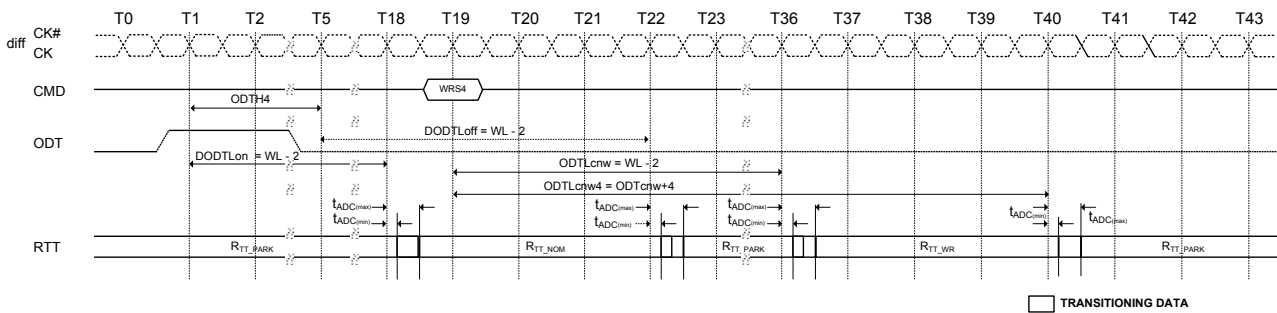 T0 T1 T2 T5 T18 T19 T20 T21 T22 T23 T36 T37 T38 T39 T40 T41 T42 T43
diff CK#
CK
CMD WRS4
ODTH4
ODT DODTLoff = WL - 2
DODTLon = WL - 2 ODTLcnw = WL - 2
ODTLcnw4 = ODTcnw+4
tADC(max) tADC(max) tADC(max) tADC(max)
tADC(min) tADC(min) tADC(min) tADC(min)
RTT RTT_PARK RTT_NOM RTT_PARK RTT_WR RTT_PARK
TRANSITIONING DATA